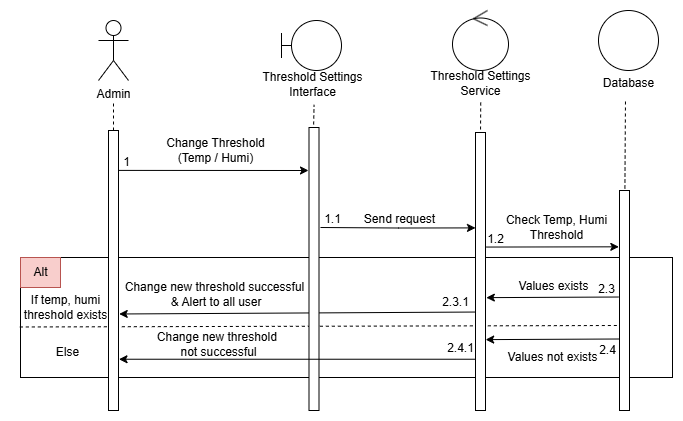 Admin
Threshold Settings
Interface
Threshold Settings
Service
Database
Change Threshold
(Temp / Humi)
1
1.1
Send request
Check Temp, Humi
Threshold
1.2
Alt
If temp, humi
threshold exists
Change new threshold successful
& Alert to all user
2.3.1
Values exists
2.3
Else
Change new threshold
not successful
2.4.1
Values not exists
2.4